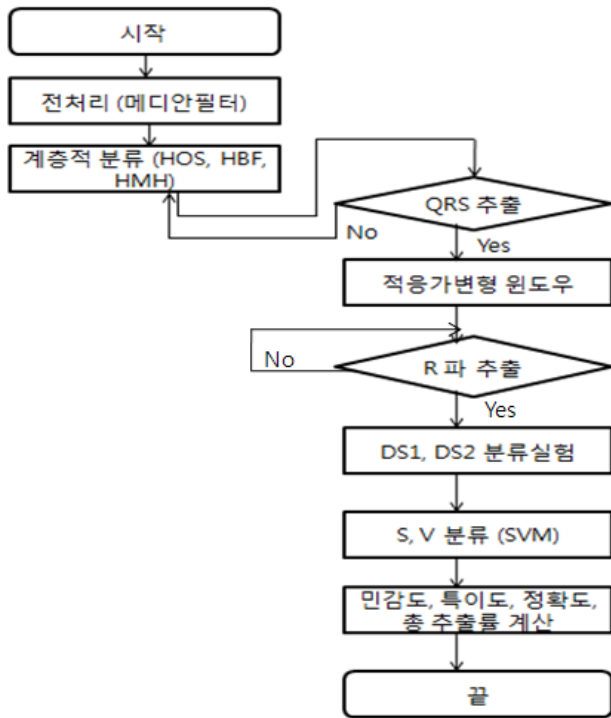 시작
전처리 (메디안필터)
계층적 분류 (HOS, HBF,
HMH)
QRS 추출
No
Yes
적응가변형 윈도우
No
R 파 추출
Yes
DS1, DS2 분류실험
S, V 분류 (SVM)
민감도, 특이도, 정확도,
총 추출률 계산
끝